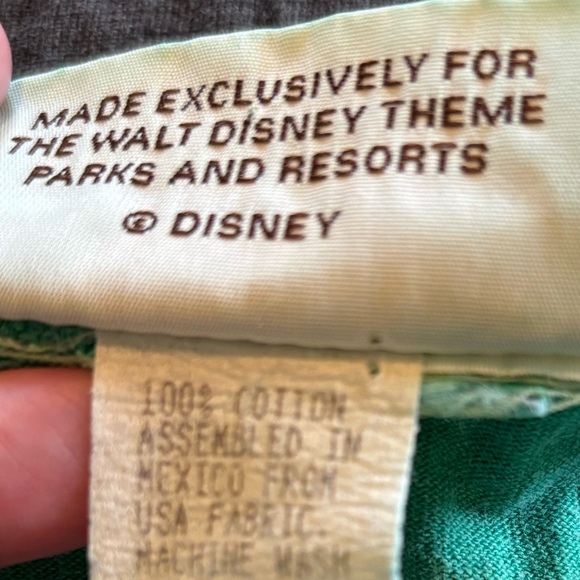 MADE EXCLUSIVELY FOR
THE WALT DISNEY THEME
PARKS AND RESORTS
© DISNEY
100% COTTON
ASSEMBLED IN
MEXICO FROM
USA FABRIC.
MACHINE WASH